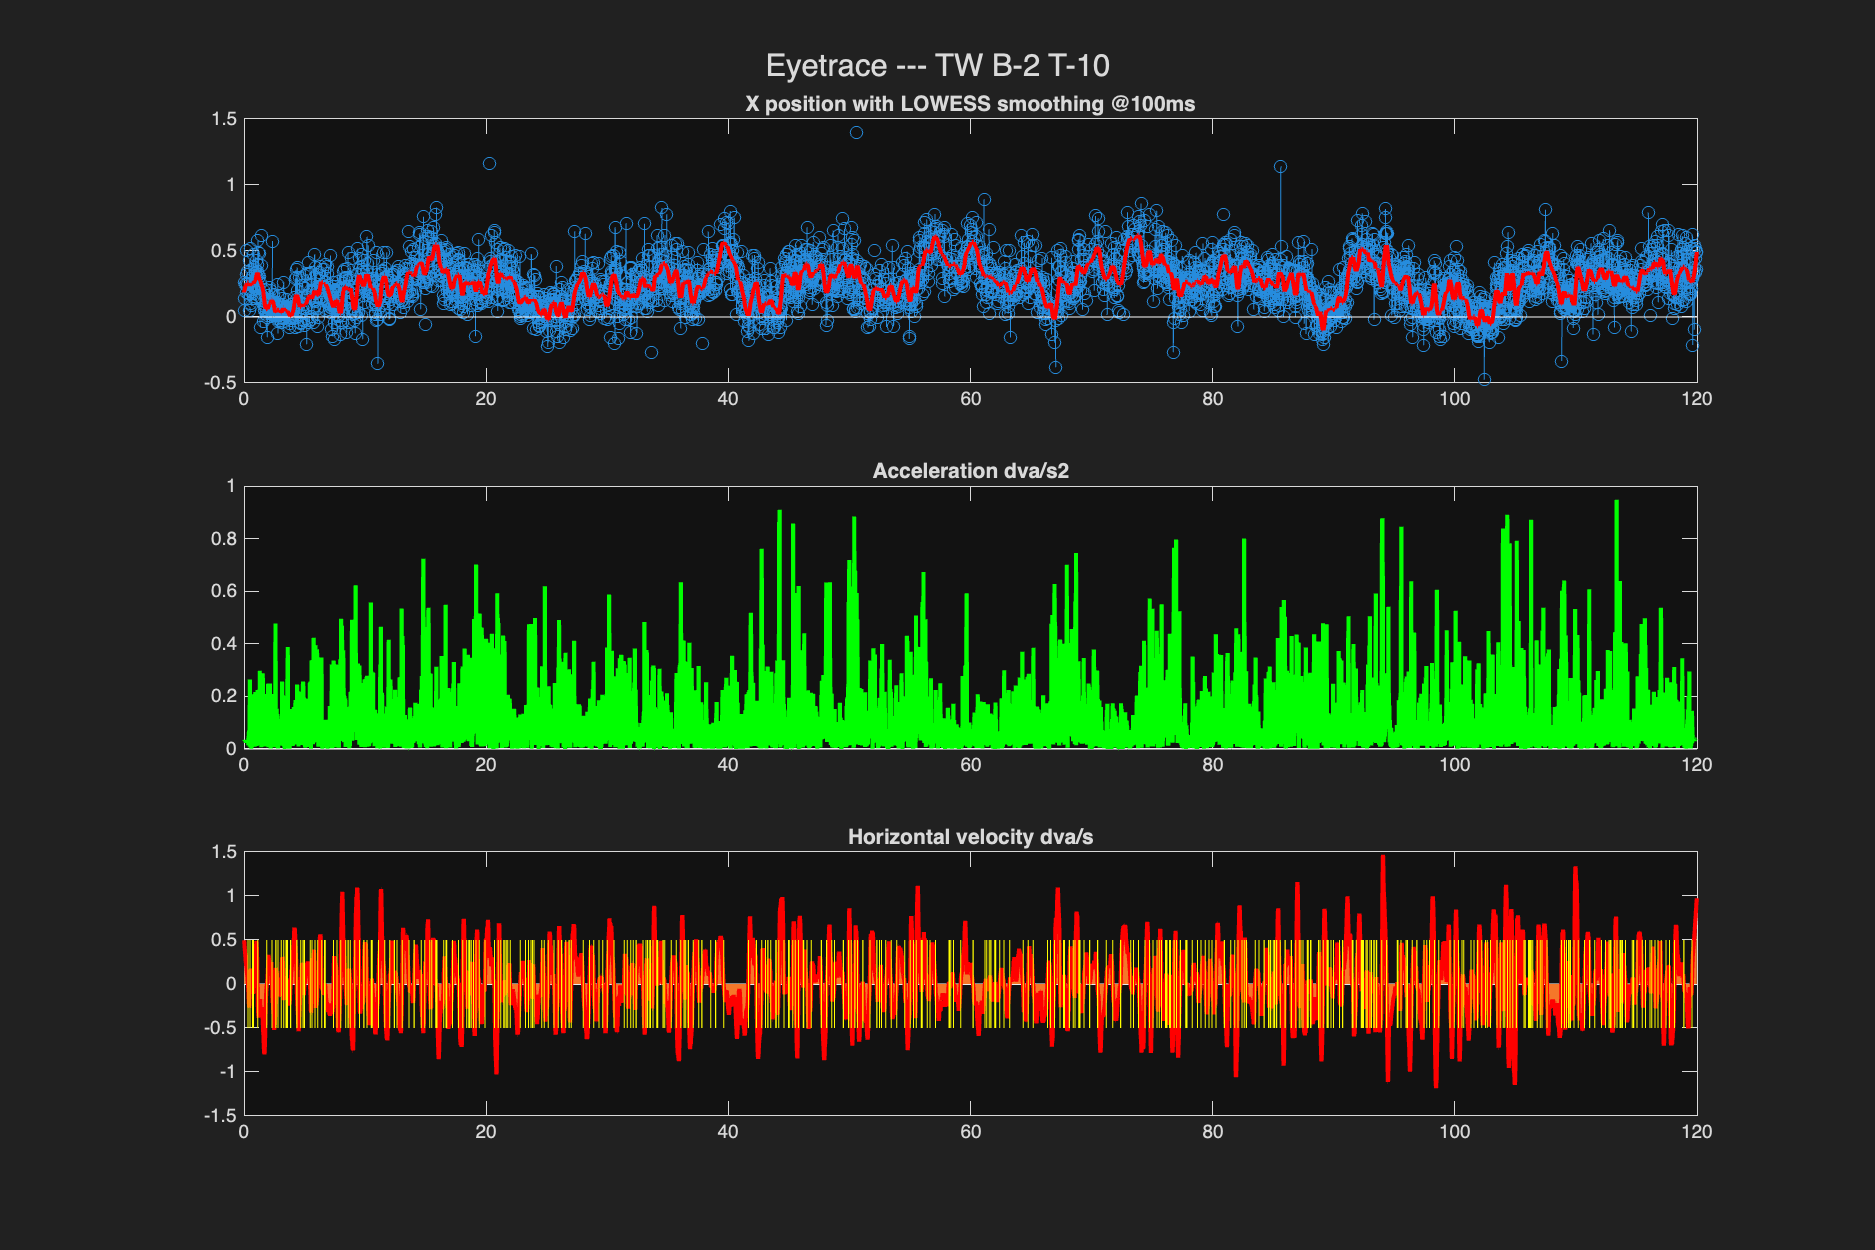 Eyetrace --- TW B-2 T-10
X position with LOWESS smoothing @100ms
1.5
1
0.5
0
-0.5
0 20 40 60 80 100 120
Acceleration dva/s2
1
0.8
0.6
0.4
0.2
0
0 20 40 60 80 100 120
Horizontal velocity dva/s
1.5
1
0.5
0
-0.5
-1
-1.5
0 20 40 60 80 100 120